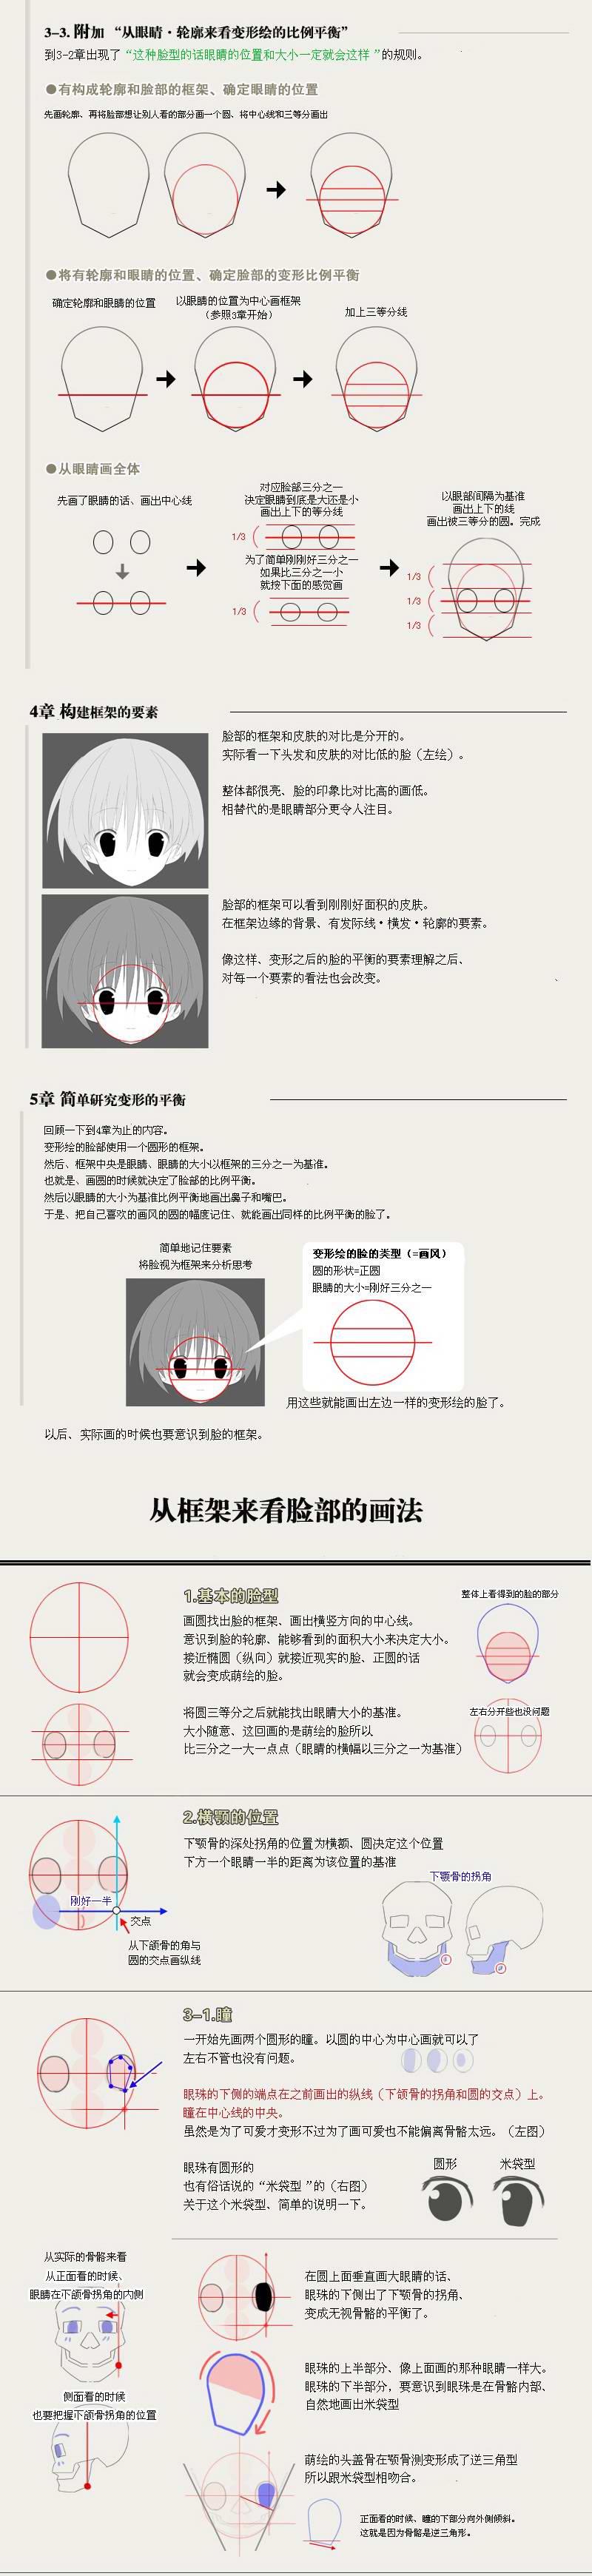 3–3. 附加 “从眼睛·轮廓来看变形绘的比例平衡”
到3-2章出现了“这种脸型的话眼睛的位置和大小一定就会这样 ”的规则。
●有构成轮廓和脸部的框架、确定眼睛的位置
先画轮廓、再将脸部想让别人看的部分画一个圆、将中心线和三等分画出
●将有轮廓和眼睛的位置、确定脸部的变形比例平衡
确定轮廓和眼睛的位置
以眼睛的位置为中心画框架
（参照3章开始）
加上三等分线
●从眼睛画全体
先画了眼睛的话、画出中心线
对应脸部三分之一
决定眼睛到底是大还是小
画出上下的等分线
1/3
为了简单刚刚好三分之一
如果比三分之一小
就按下面的感觉画
1/3
以眼部间隔为基准
画出上下的线
画出被三等分的圆。完成
1/3
1/3
1/3
4章 构建框架的要素
脸部的框架和皮肤的对比是分开的。
实际看一下头发和皮肤的对比低的脸（左绘）。
整体都很亮、脸的印象比对比高的画低。
相替代的是眼睛部分更令人注目。
脸部的框架可以看到刚刚好面积的皮肤。
在框架边缘的背景、有发际线·横发·轮廓的要素。
像这样、变形之后的脸的平衡的要素理解之后、
对每一个要素的看法也会改变。
5章 简单研究变形的平衡
回顾一下到4章为止的内容。
变形绘的脸部使用一个圆形的框架。
然后、框架中央是眼睛、眼睛的大小以框架的三分之一为基准。
也就是、画圆的时候就决定了脸部的比例平衡。
然后以眼睛的大小为基准比例平衡地画出鼻子和嘴巴。
于是、把自己喜欢的画风的圆的幅度记住、就能画出同样的比例平衡的脸了。
简单地记住要素
将脸视为框架来分析思考
变形绘的脸的类型（=画风）
圆的形状=正圆
眼睛的大小=刚好三分之一
用这些就能画出左边一样的变形绘的脸了。
以后、实际画的时候也要意识到脸的框架。
从框架来看脸部的画法
1.基本的脸型
画圆找出脸的框架、画出横竖方向的中心线。
意识到脸的轮廓、能够看到的面积大小来决定大小。
接近椭圆（纵向）就接近现实的脸、正圆的话
就会变成萌绘的脸。
整体上看得到的脸的部分
将圆三等分之后就能找出眼睛大小的基准。
大小随意、这回画的是萌绘的脸所以
比三分之一大一点点（眼睛的横幅以三分之一为基准）
左右分开些也没问题
2.横颚的位置
下颚骨的深处拐角的位置为横额、圆决定这个位置
下方一个眼睛一半的距离为该位置的基准
刚好一半
交点
从下颌骨的角与
圆的交点画纵线
下颚骨的拐角
3–1.瞳
一开始先画两个圆形的瞳。以圆的中心为中心画就可以了
左右不管也没有问题。
眼珠的下侧的端点在之前画出的纵线（下颌骨的拐角和圆的交点）上。
瞳在中心线的中央。
虽然是为了可爱才变形不过为了画可爱也不能偏离骨骼太远。（左图）
眼珠有圆形的
也有俗话说的“米袋型 ”的（右图）
关于这个米袋型、简单的说明一下。
圆形
米袋型
从实际的骨骼来看
从正面看的时候、
眼睛在下颌骨拐角的内侧
侧面看的时候
也要把握下颌骨拐角的位置
在圆上面垂直画大眼睛的话、
眼珠的下侧出了下颚骨的拐角、
变成无视骨骼的平衡了。
眼珠的上半部分、像上面画的那种眼睛一样大。
眼珠的下半部分，要意识到眼珠是在骨骼内部、
自然地画出米袋型
萌绘的头盖骨在颚骨测变形成了逆三角型
所以跟米袋型相吻合。
正面看的时候、瞳的下部分向外侧倾斜。
这就是因为骨骼是逆三角形。